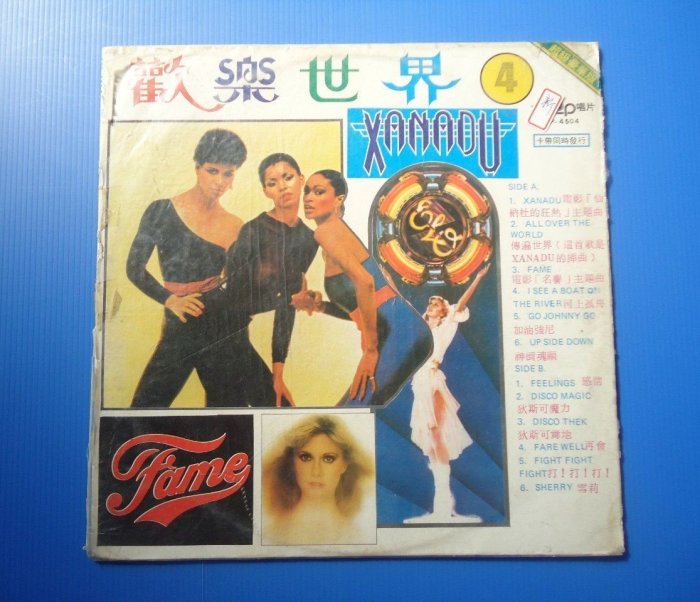 歡樂世界 4
唱片
4504
卡帶同時發行
XANADU
ELO
SIDE A.
1. XANADU電影「仙
納杜的狂熱」主題曲
2. ALL OVER THE
WORLD
傳遍世界（這首歌是
XANADU的插曲）
3. FAME
電影「名譽」主題曲
4. I SEE A BOAT ON
THE RIVER河上孤舟
5. GO JOHNNY GO
加油強尼
6. UP SIDE DOWN
神魂顛顛
SIDE B.
1. FEELINGS 感情
2. DISCO MAGIC
狄斯可魔力
3. DISCO THEK
狄斯可舞地
4. FARE WELL再會
5. FIGHT FIGHT
FIGHT打！打！打！
6. SHERRY 雪莉
Fame